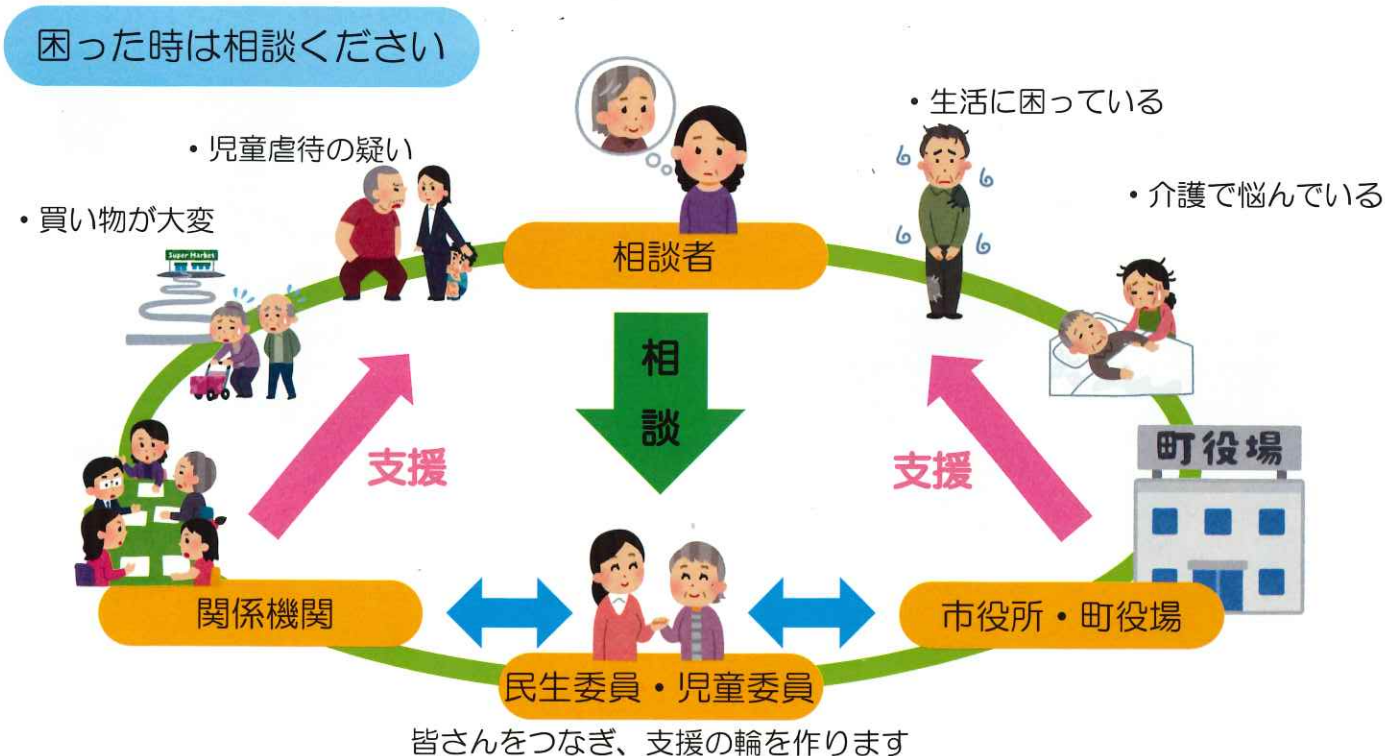 困った時は相談ください
・生活に困っている
・児童虐待の疑い
・介護で悩んでいる
・買い物が大変
Super Market
相談者
相談
町役場
支援
支援
関係機関
市役所・町役場
民生委員・児童委員
皆さんをつなぎ、支援の輪を作ります